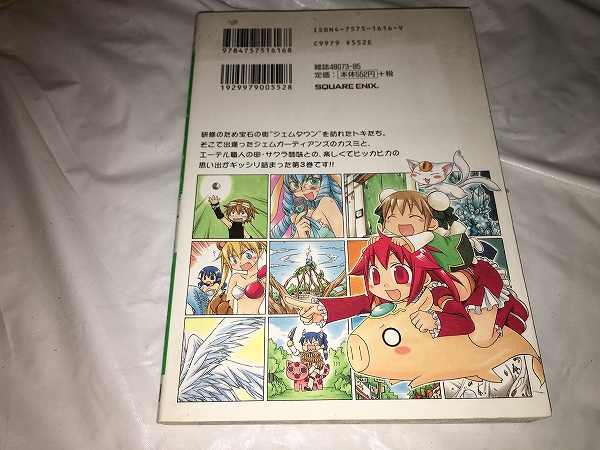 ISBN4-7575-1616-9
C9979 ¥552E
9784757516168
1929979005528
雑誌48073-85
定価：本体552円+税
SQUARE ENIX.
研修のため宝石の街"ジェムタウン"を訪れたトキたち。
そこで出逢ったジェムガーディアンズのカスミと、
エーテル職人の卵・サクラ姉妹との、楽しくてピッカピカの
思い出がギッシリ詰まった第3巻です!!